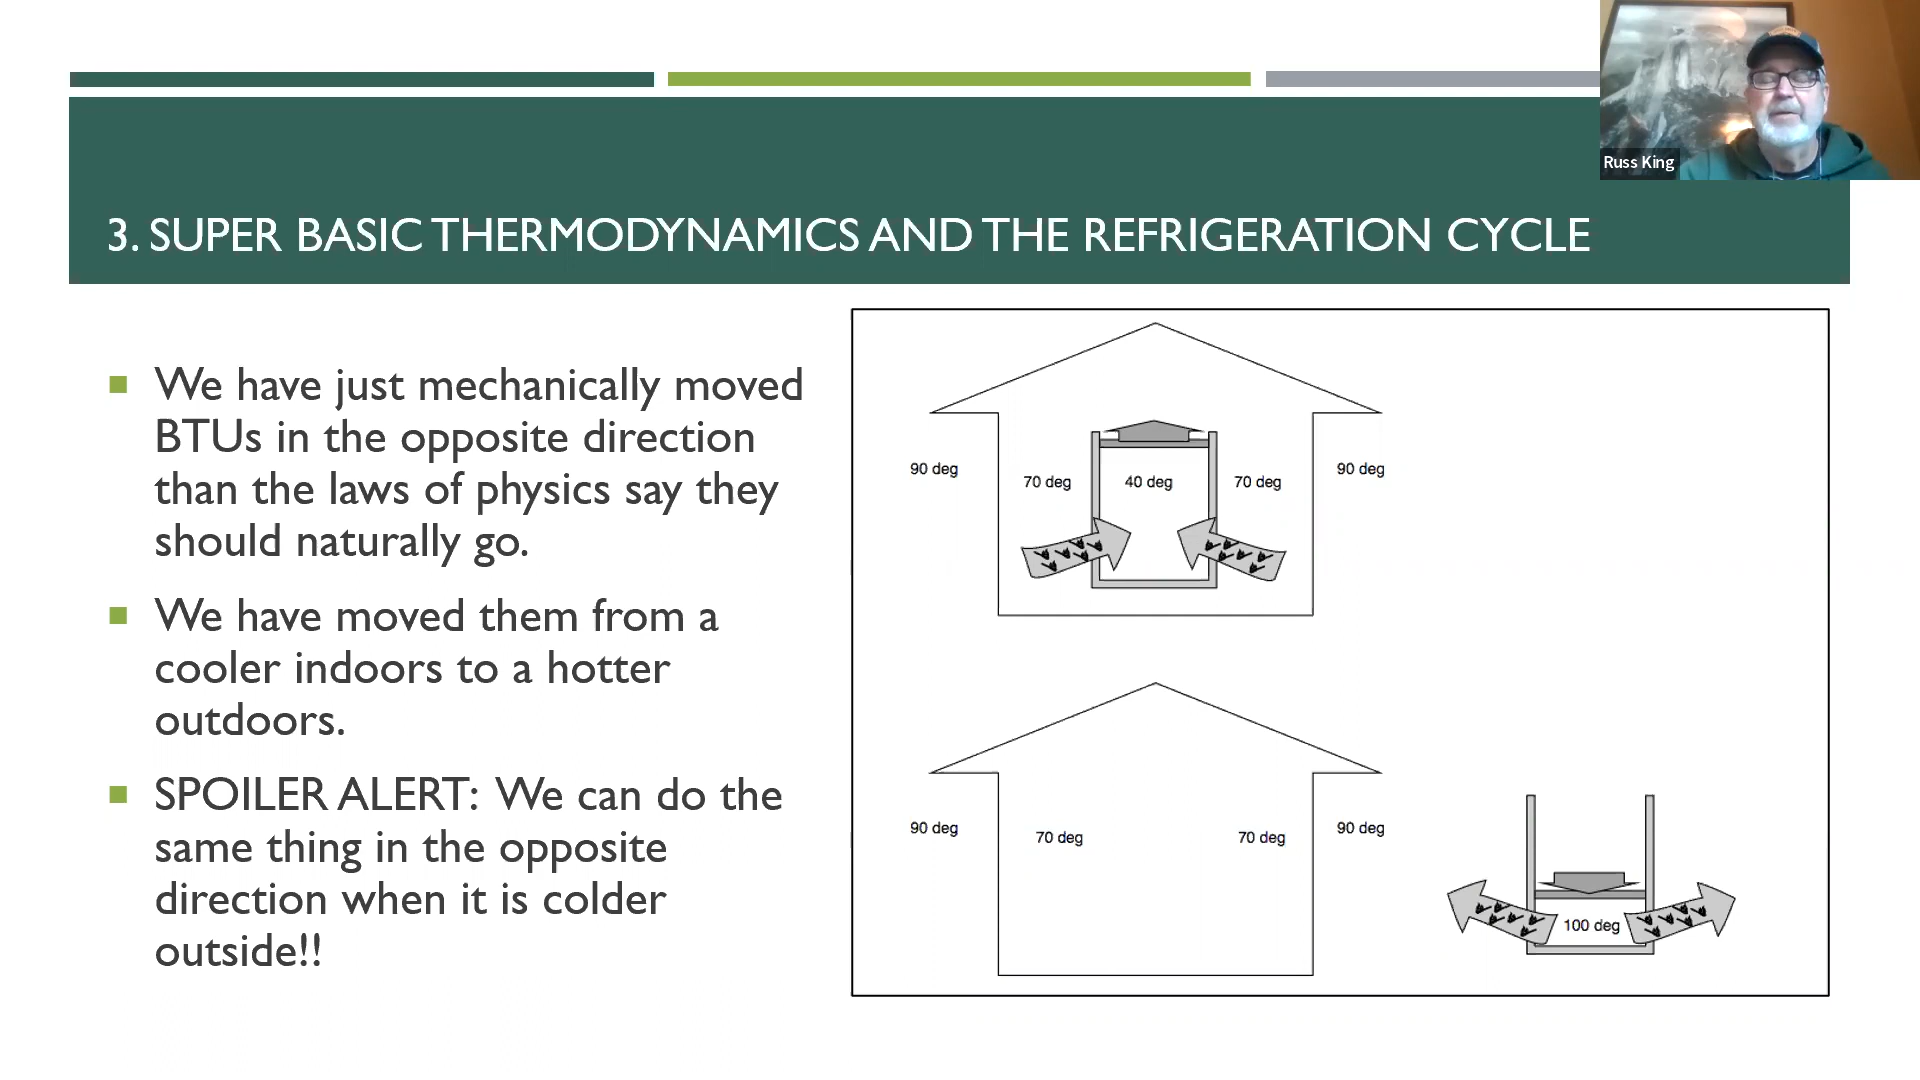 Russ King
3. SUPER BASIC THERMODYNAMICS AND THE REFRIGERATION CYCLE
We have just mechanically moved
BTUs in the opposite direction
than the laws of physics say they
should naturally go.
We have moved them from a
cooler indoors to a hotter
outdoors.
SPOILER ALERT: We can do the
same thing in the opposite
direction when it is colder
outside!!
90 deg
70 deg
40 deg
70 deg
90 deg
90 deg
70 deg
70 deg
90 deg
100 deg